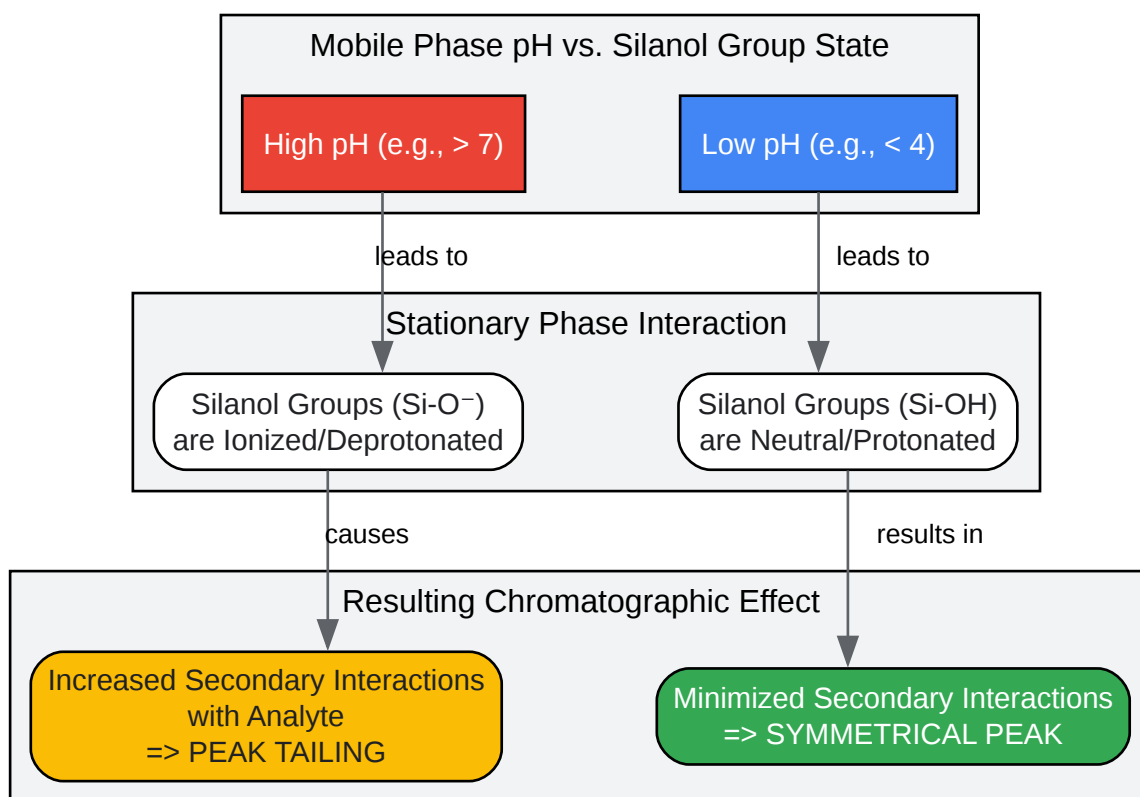 Mobile Phase pH vs. Silanol Group State
High pH (e.g., > 7)
Low pH (e.g., < 4)
leads to
leads to
Stationary Phase Interaction
Silanol Groups (Si-O⁻)
are Ionized/Deprotonated
Silanol Groups (Si-OH)
are Neutral/Protonated
causes
results in
Resulting Chromatographic Effect
Increased Secondary Interactions
with Analyte
=> PEAK TAILING
Minimized Secondary Interactions
=> SYMMETRICAL PEAK